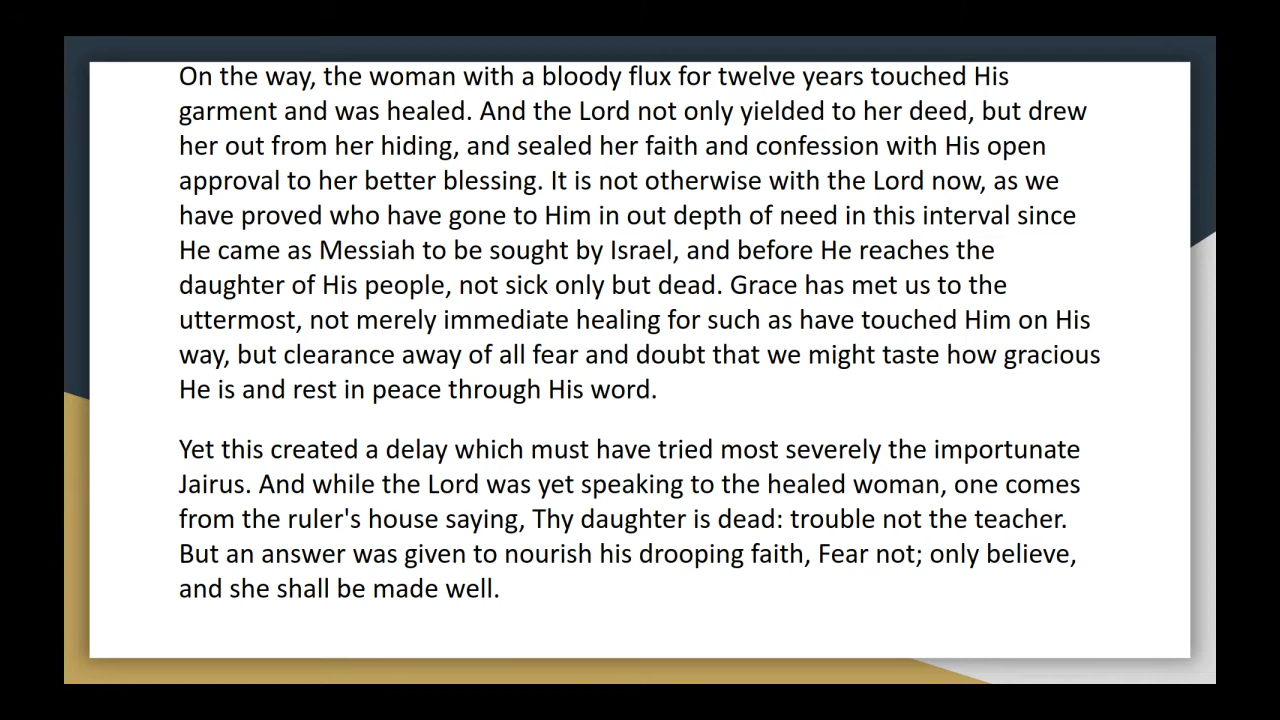 On the way, the woman with a bloody flux for twelve years touched His
garment and was healed. And the Lord not only yielded to her deed, but drew
her out from her hiding, and sealed her faith and confession with His open
approval to her better blessing. It is not otherwise with the Lord now, as we
have proved who have gone to Him in out depth of need in this interval since
He came as Messiah to be sought by Israel, and before He reaches the
daughter of His people, not sick only but dead. Grace has met us to the
uttermost, not merely immediate healing for such as have touched Him on His
way, but clearance away of all fear and doubt that we might taste how gracious
He is and rest in peace through His word.
Yet this created a delay which must have tried most severely the importunate
Jairus. And while the Lord was yet speaking to the healed woman, one comes
from the ruler's house saying, Thy daughter is dead: trouble not the teacher.
But an answer was given to nourish his drooping faith, Fear not; only believe,
and she shall be made well.